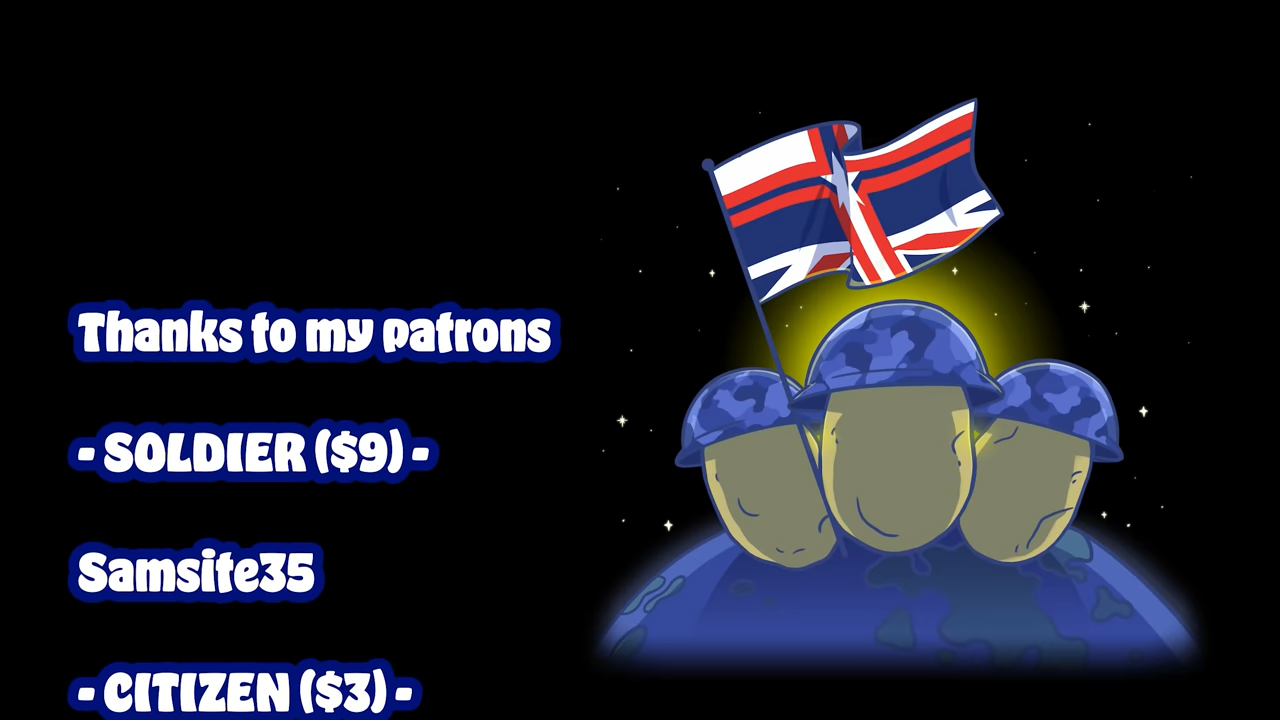 Thanks to my patrons
- SOLDIER ($9) -
Samsite35
- CITIZEN ($3) -